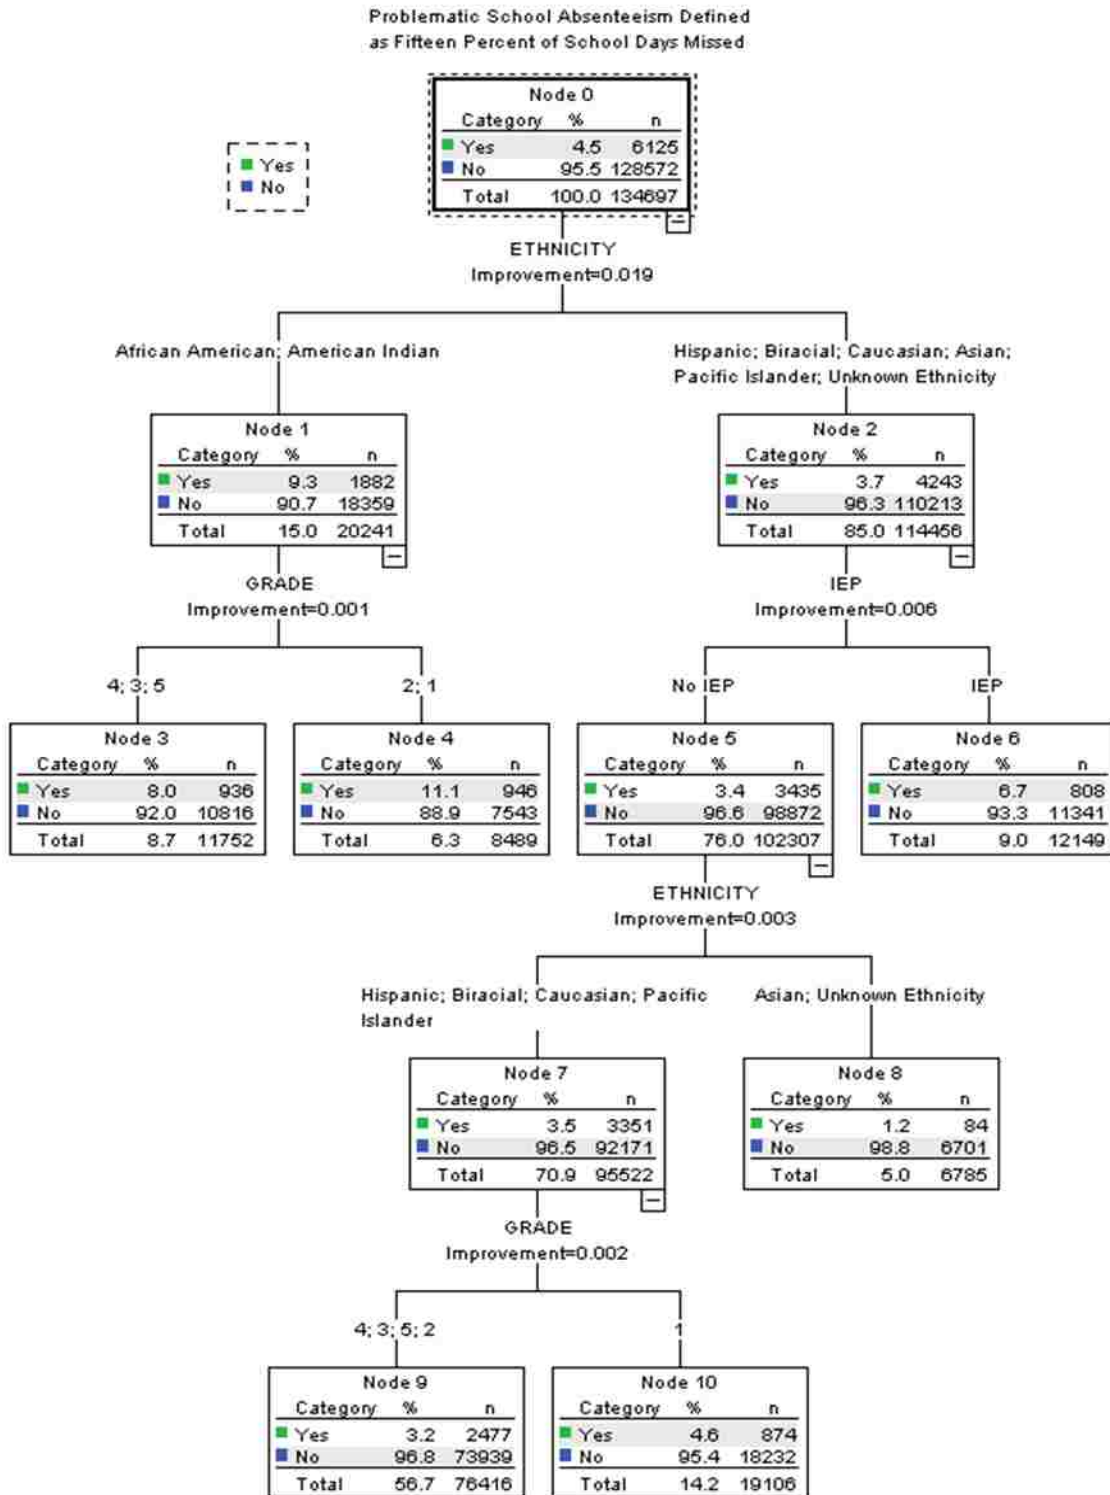 Problematic School Absenteeism Defined
as Fifteen Percent of School Days Missed
Yes
No
Node 0
Category % n
Yes 4.5 6125
No 95.5 128572
Total 100.0 134697
ETHNICITY
Improvement=0.019
African American; American Indian
Hispanic; Biracial; Caucasian; Asian;
Pacific Islander; Unknown Ethnicity
Node 1
Category % n
Yes 9.3 1882
No 90.7 18359
Total 15.0 20241
Node 2
Category % n
Yes 3.7 4243
No 96.3 110213
Total 85.0 114456
GRADE
Improvement=0.001
IEP
Improvement=0.006
4; 3; 5
2; 1
No IEP
IEP
Node 3
Category % n
Yes 8.0 936
No 92.0 10816
Total 8.7 11752
Node 4
Category % n
Yes 11.1 946
No 88.9 7543
Total 6.3 8489
Node 5
Category % n
Yes 3.4 3435
No 96.6 98872
Total 76.0 102307
Node 6
Category % n
Yes 6.7 808
No 93.3 11341
Total 9.0 12149
ETHNICITY
Improvement=0.003
Hispanic; Biracial; Caucasian; Pacific
Islander
Asian; Unknown Ethnicity
Node 7
Category % n
Yes 3.5 3351
No 96.5 92171
Total 70.9 95522
Node 8
Category % n
Yes 1.2 84
No 98.8 6701
Total 5.0 6785
GRADE
Improvement=0.002
4; 3; 5; 2
1
Node 9
Category % n
Yes 3.2 2477
No 96.8 73939
Total 56.7 76416
Node 10
Category % n
Yes 4.6 874
No 95.4 18232
Total 14.2 19106